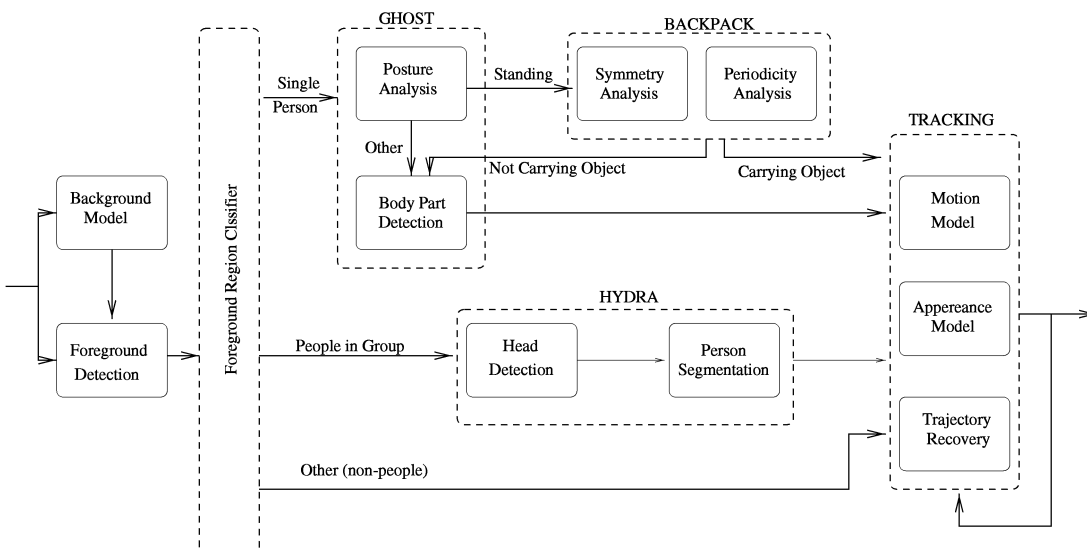 GHOST
BACKPACK
Posture
Analysis
Symmetry
Analysis
Periodicity
Analysis
Single
Person
Standing
TRACKING
Other
Not Carrying Object
Carrying Object
Background
Model
Body Part
Detection
Motion
Model
Foreground Region Clssifier
HYDRA
Appereance
Model
Foreground
Detection
People in Group
Head
Detection
Person
Segmentation
Trajectory
Recovery
Other (non-people)